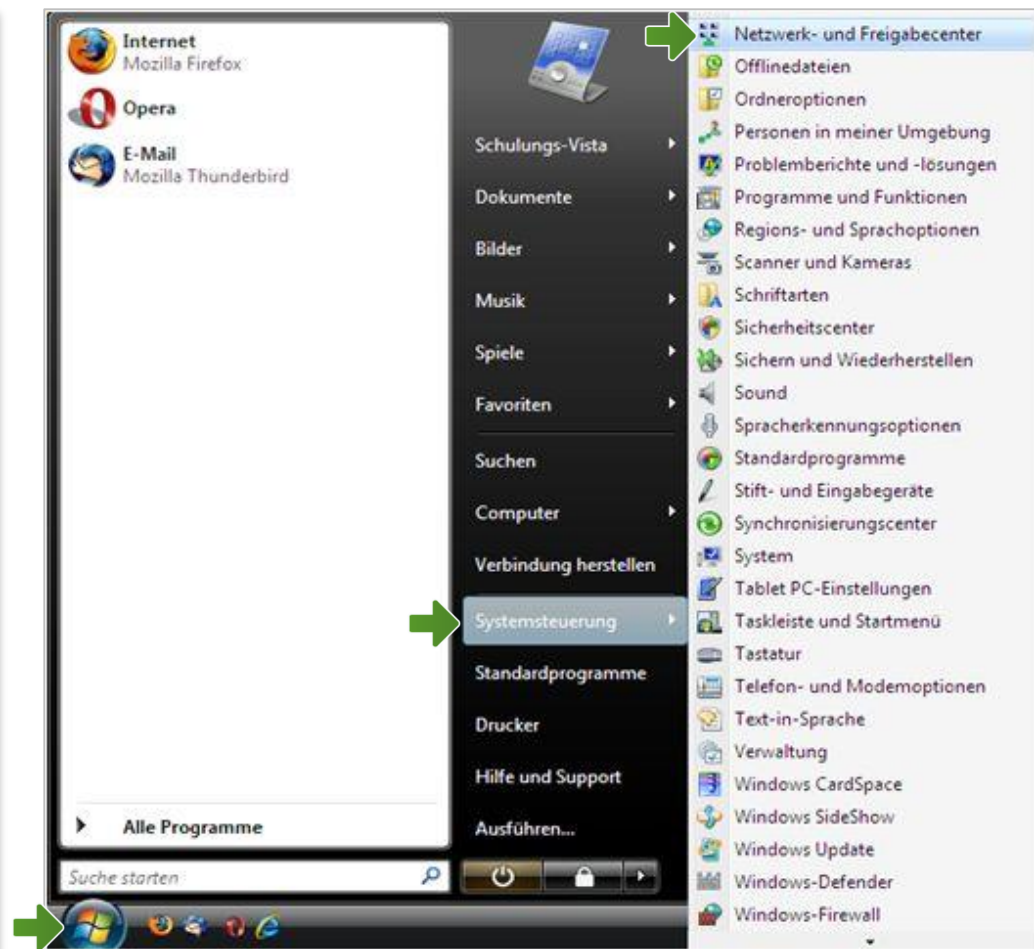 Internet
Mozilla Firefox
Opera
E-Mail
Mozilla Thunderbird
Alle Programme
Suche starten
Schulungs-Vista
Dokumente
Bilder
Musik
Spiele
Favoriten
Suchen
Computer
Verbindung herstellen
Systemsteuerung
Standardprogramme
Drucker
Hilfe und Support
Ausführen...
Netzwerk- und Freigabecenter
Offlinedateien
Ordneroptionen
Personen in meiner Umgebung
Problemberichte und -lösungen
Programme und Funktionen
Regions- und Sprachoptionen
Scanner und Kameras
Schriftarten
Sicherheitscenter
Sichern und Wiederherstellen
Sound
Spracherkennungsoptionen
Standardprogramme
Stift- und Eingabegeräte
Synchronisierungscenter
System
Tablet PC-Einstellungen
Taskleiste und Startmenü
Tastatur
Telefon- und Modemoptionen
Text-in-Sprache
Verwaltung
Windows CardSpace
Windows SideShow
Windows Update
Windows-Defender
Windows-Firewall